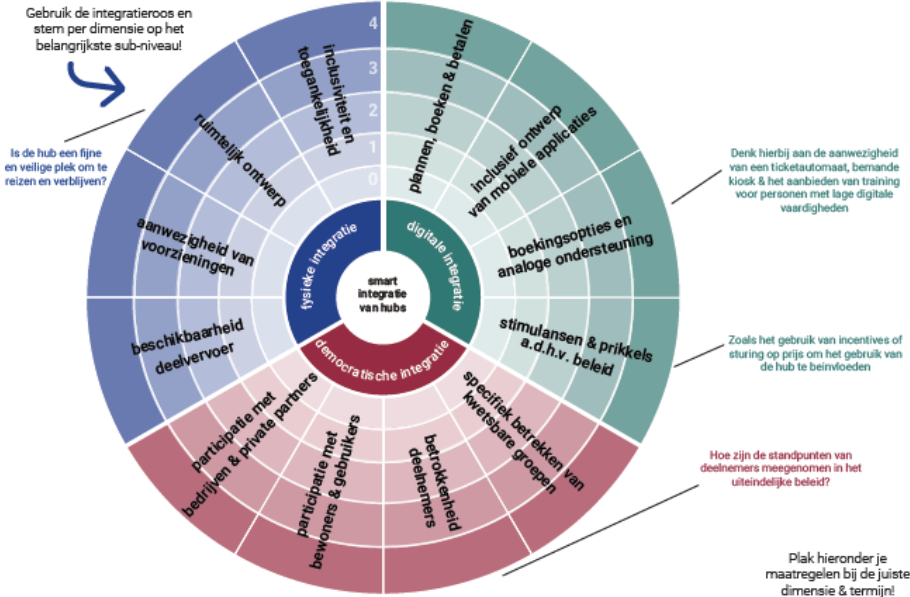 Gebruik de integratieroos en
stem per dimensie op het
belangrijkste sub-niveau!
Is de hub een fijne
en veilige plek om te
reizen en verblijven?
4
3
2
1
0
inclusiviteit en
toegankelijkheid
ruimtelijk ontwerp
aanwezigheid van
voorzieningen
beschikbaarheid
deelvervoer
plannen, boeken & betalen
inclusief ontwerp
van mobiele applicaties
boekingsopties en
analoge ondersteuning
stimulansen & prikkels
a.d.h.v. beleid
fysieke integratie
digitale integratie
democratische integratie
smart
integratie
van hubs
participatie met
bedrijven & private partners
participatie met
bewoners & gebruikers
betrokkenheid
deelnemers
specifiek betrekken van
kwetsbare groepen
Denk hierbij aan de aanwezigheid
van een ticketautomaat, bemande
kiosk & het aanbieden van training
voor personen met lage digitale
vaardigheden
Zoals het gebruik van incentives of
sturing op prijs om het gebruik van
de hub te beinvloeden
Hoe zijn de standpunten van
deelnemers meegenomen in het
uiteindelijke beleid?
Plak hieronder je
maatregelen bij de juiste
dimensie & termijn!